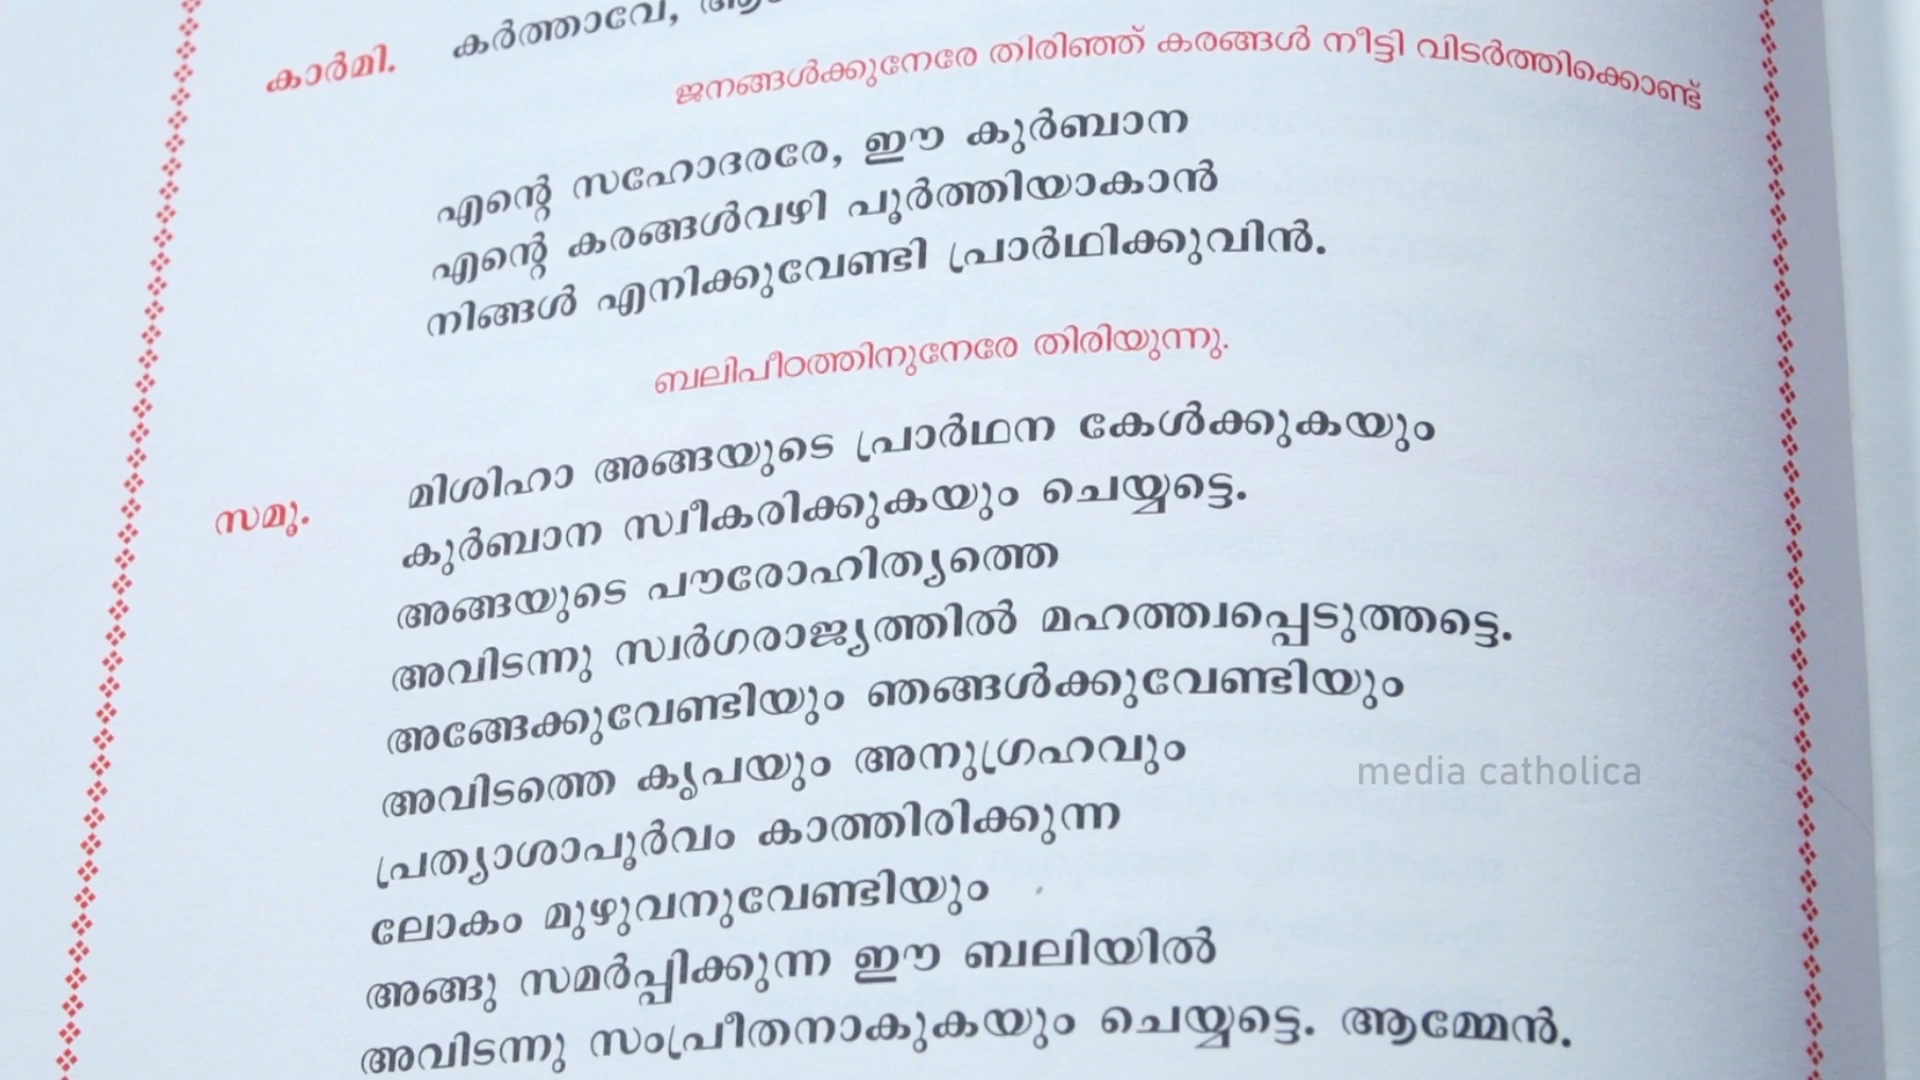 കാർമി. കർത്താവേ,
ജനങ്ങൾക്കുനേരേ തിരിഞ്ഞ് കരങ്ങൾ നീട്ടി വിടർത്തിക്കൊണ്ട്
എന്റെ സഹോദരരേ, ഈ കുർബാന
എന്റെ കരങ്ങൾവഴി പൂർത്തിയാകാൻ
നിങ്ങൾ എനിക്കുവേണ്ടി പ്രാർഥിക്കുവിൻ.
ബലിപീഠത്തിനുനേരേ തിരിയുന്നു.
സമൂ. മിശിഹാ അങ്ങയുടെ പ്രാർഥന കേൾക്കുകയും
കുർബാന സ്വീകരിക്കുകയും ചെയ്യട്ടെ.
അങ്ങയുടെ പൗരോഹിത്യത്തെ
അവിടന്നു സ്വർഗരാജ്യത്തിൽ മഹത്ത്വപ്പെടുത്തട്ടെ.
അങ്ങേക്കുവേണ്ടിയും ഞങ്ങൾക്കുവേണ്ടിയും
അവിടത്തെ കൃപയും അനുഗ്രഹവും
പ്രത്യാശാപൂർവം കാത്തിരിക്കുന്ന
ലോകം മുഴുവനുവേണ്ടിയും
അങ്ങു സമർപ്പിക്കുന്ന ഈ ബലിയിൽ
അവിടന്നു സംപ്രീതനാകുകയും ചെയ്യട്ടെ. ആമ്മേൻ.
media catholica